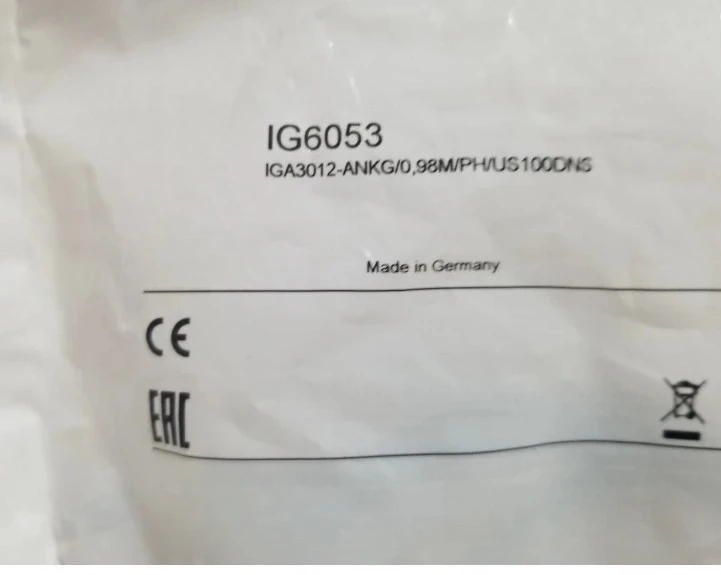 IG6053
IGA3012-ANKG/0,98M/PH/US100DNS
Made in Germany
CE
EAC